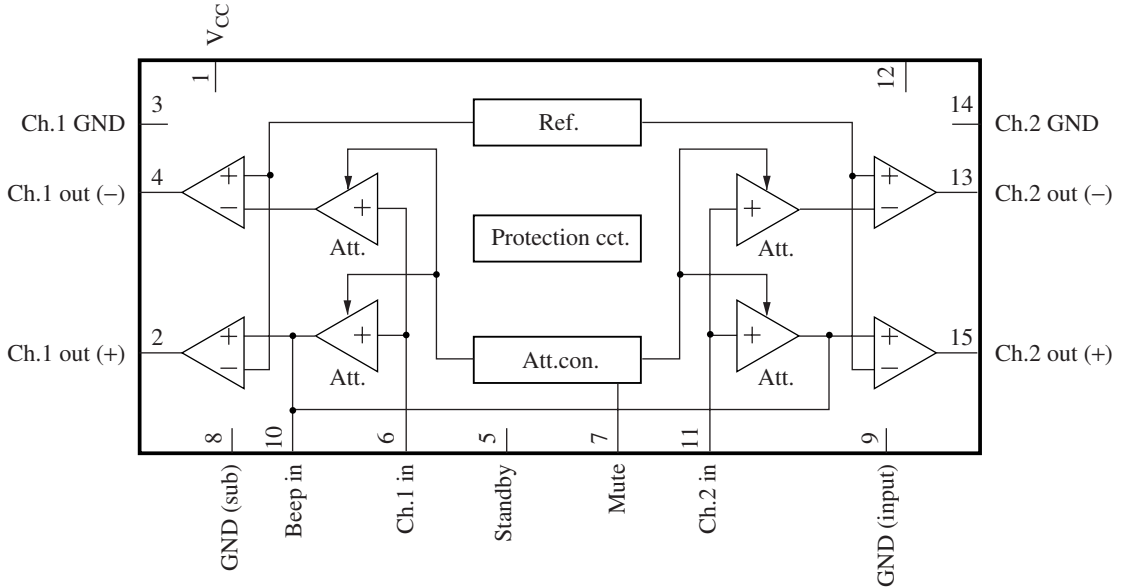 VCC
1
12
3
Ch.1 GND
Ref.
14
Ch.2 GND
4
Ch.1 out (−)
+
−
+
Att.
Protection cct.
+
Att.
+
−
13
Ch.2 out (−)
2
Ch.1 out (+)
+
−
+
Att.
Att.con.
+
Att.
+
−
15
Ch.2 out (+)
8
10
6
5
7
11
9
GND (sub)
Beep in
Ch.1 in
Standby
Mute
Ch.2 in
GND (input)